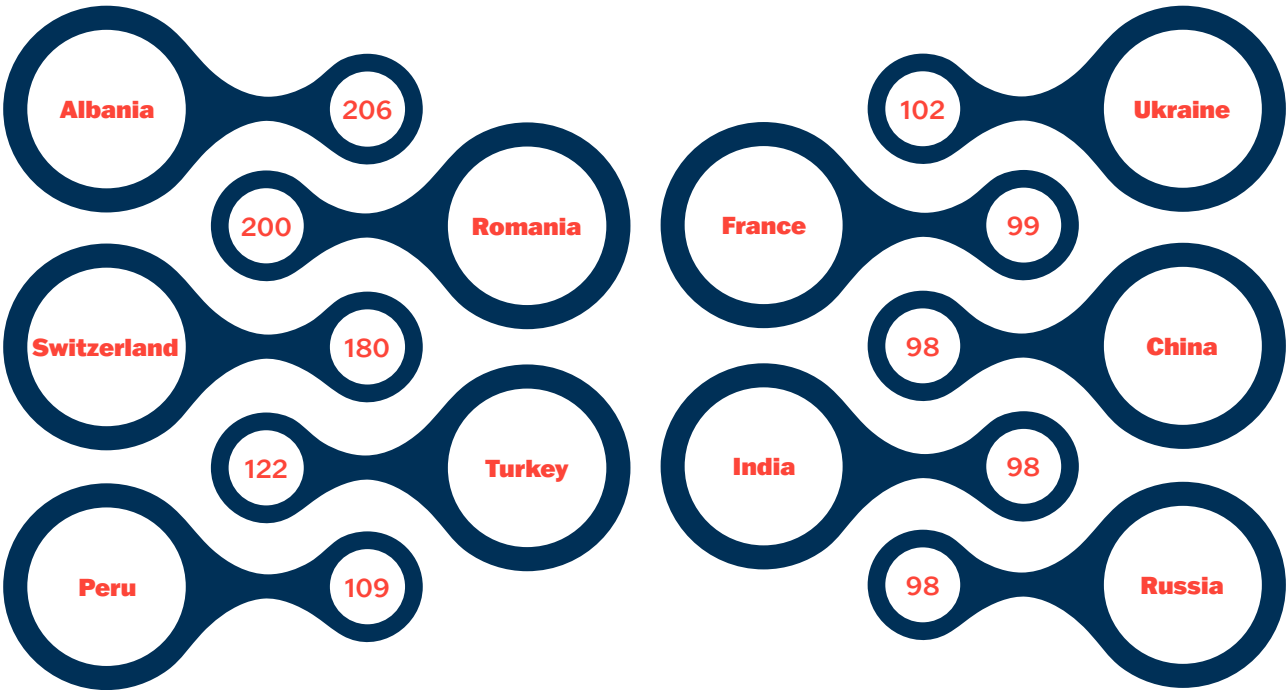 Albania
206
200
Romania
Switzerland
180
122
Turkey
Peru
109
102
Ukraine
France
99
98
China
India
98
98
Russia